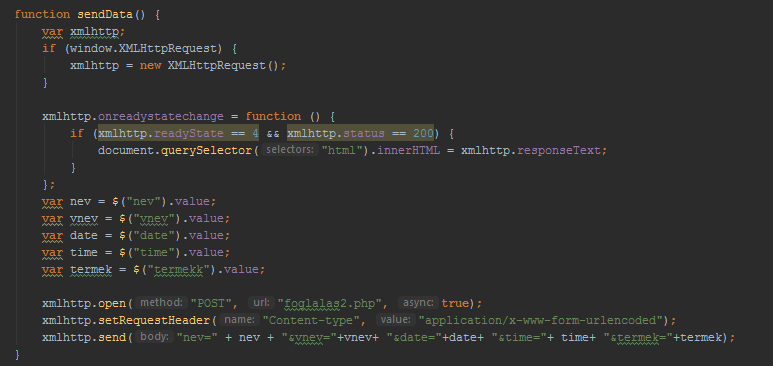 function sendData() {
var xmlhttp;
if (window.XMLHttpRequest) {
xmlhttp = new XMLHttpRequest();
}
xmlhttp.onreadystatechange = function () {
if (xmlhttp.readyState == 4 && xmlhttp.status == 200) {
document.querySelector( selectors: "html").innerHTML = xmlhttp.responseText;
}
};
var nev = $("nev").value;
var vnev = $("vnev").value;
var date = $("date").value;
var time = $("time").value;
var termek = $("termekk").value;
xmlhttp.open( method: "POST", url: "foglalas2.php", async: true);
xmlhttp.setRequestHeader( name: "Content-type", value: "application/x-www-form-urlencoded");
xmlhttp.send( body: "nev=" + nev + "&vnev="+vnev+ "&date="+date+ "&time="+ time+ "&termek="+termek);
}